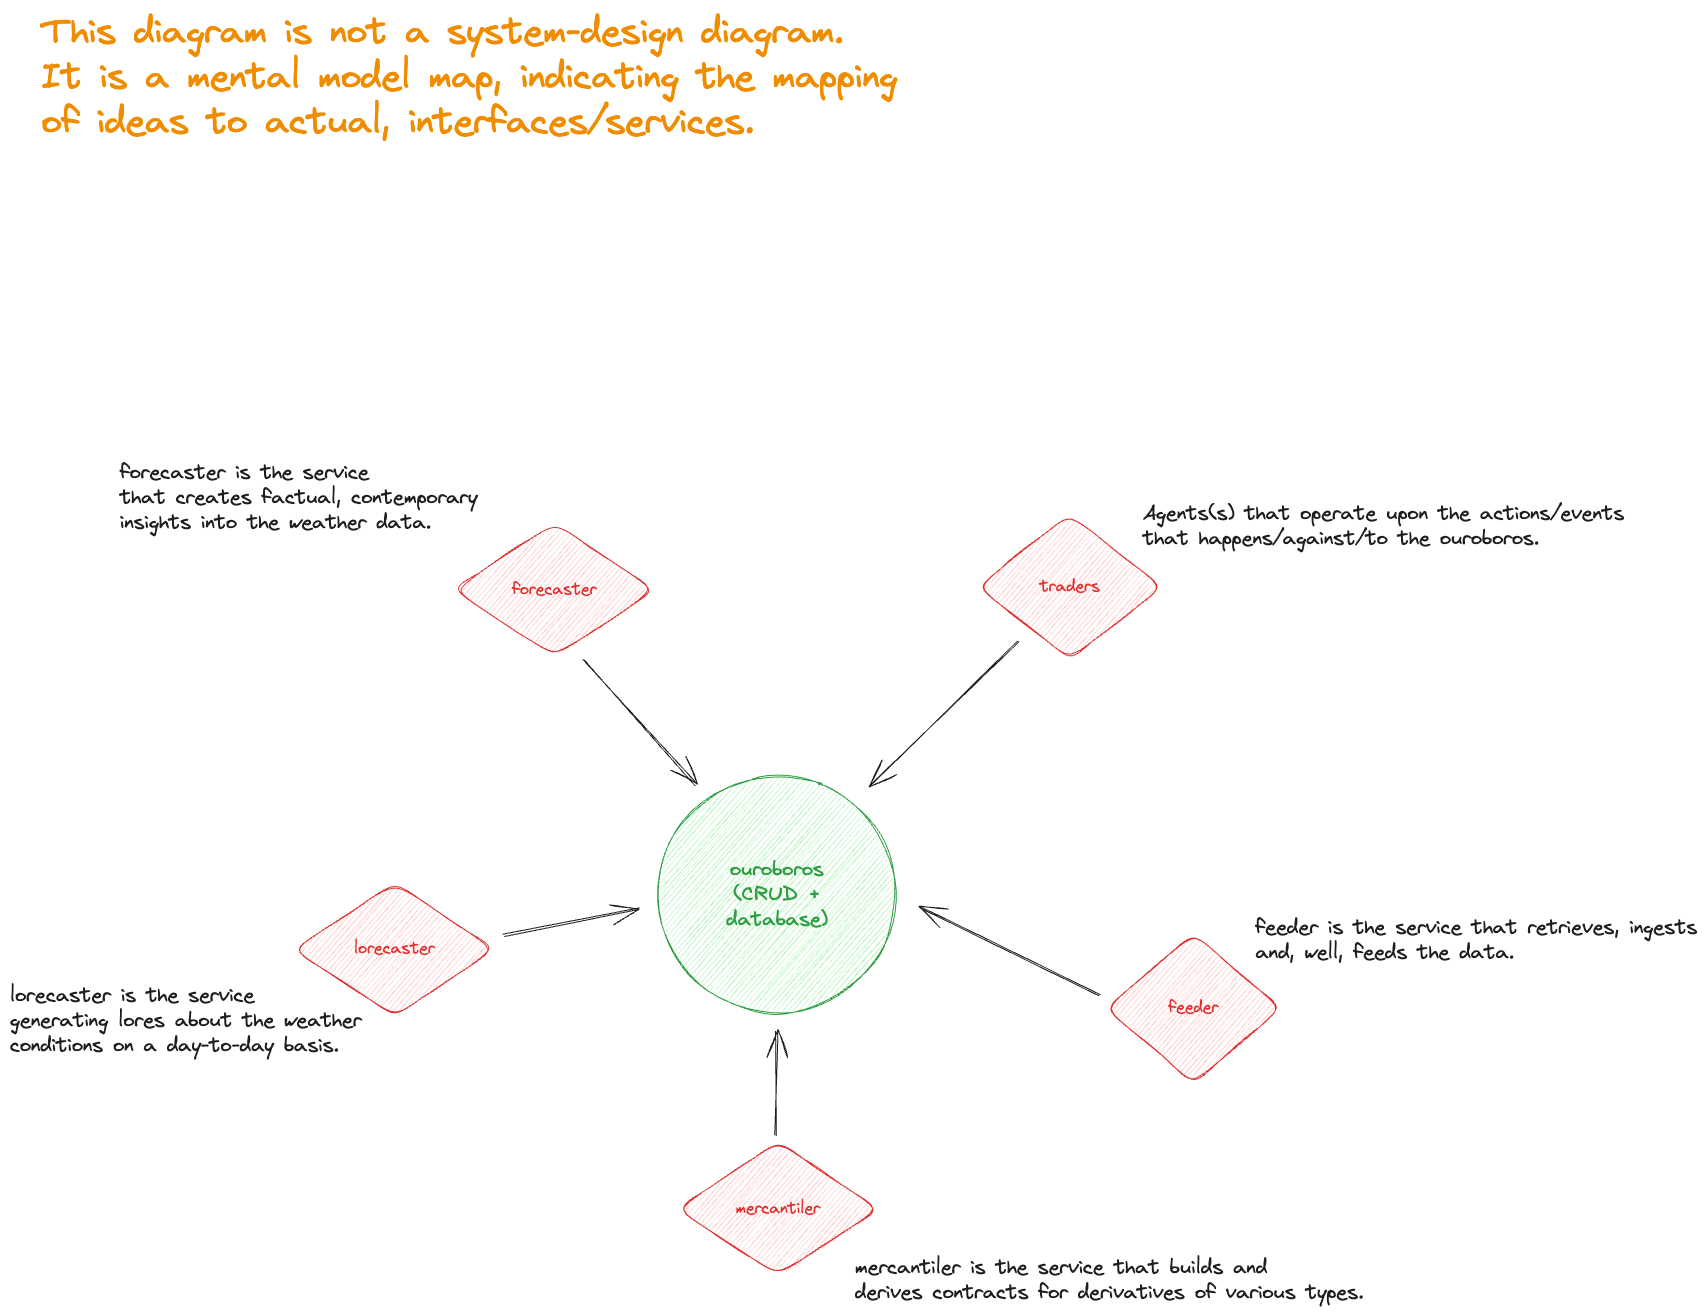 This diagram is not a system-design diagram.
It is a mental model map, indicating the mapping
of ideas to actual, interfaces/services.
forecaster is the service
that creates factual, contemporary
insights into the weather data.
forecaster
Agents(s) that operate upon the actions/events
that happens/against/to the ouroboros.
traders
ouroboros
(CRUD +
database)
lorecaster
lorecaster is the service
generating lores about the weather
conditions on a day-to-day basis.
feeder is the service that retrieves, ingests
and, well, feeds the data.
feeder
mercantiler
mercantiler is the service that builds and
derives contracts for derivatives of various types.